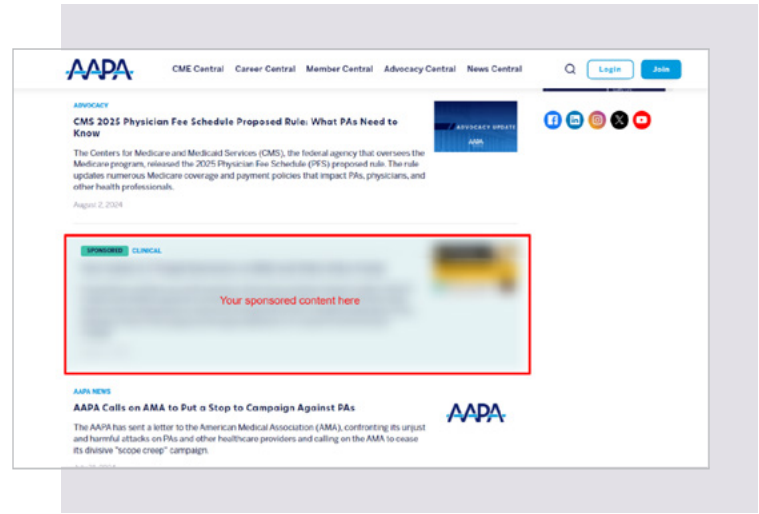 AAPA
CME Central Career Central Member Central Advocacy Central News Central
Login Join
ADVOCACY
CMS 2025 Physician Fee Schedule Proposed Rule: What PAs Need to
Know
The Centers for Medicare and Medicaid Services (CMS), the federal agency that oversees the
Medicare program, released the 2025 Physician Fee Schedule (PFS) proposed rule. The rule
updates numerous Medicare coverage and payment policies that impact PAs, physicians, and
other health professionals.
August 2, 2024
ADVOCACY UPDATE
AAPA
SPONSORED CLINICAL
Your sponsored content here
AAPA NEWS
AAPA Calls on AMA to Put a Stop to Campaign Against PAs
The AAPA has sent a letter to the American Medical Association (AMA), confronting its unjust
and harmful attacks on PAs and other healthcare providers and calling on the AMA to cease
its divisive "scope creep" campaign.
AAPA